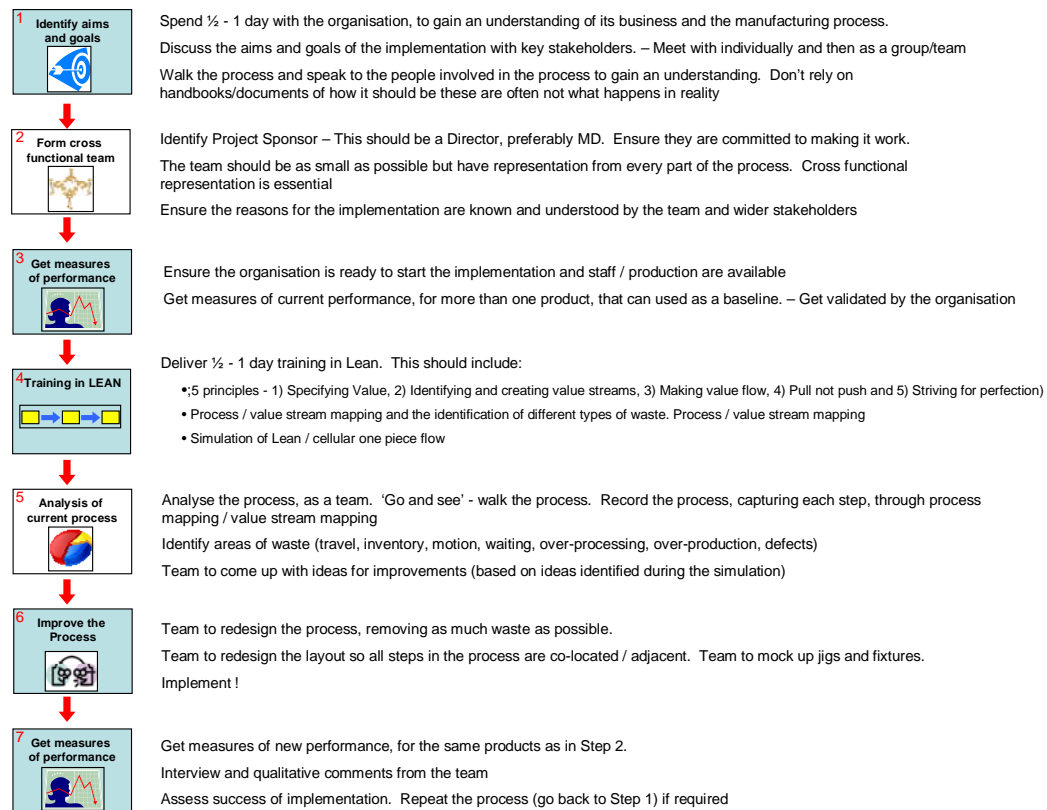 1
Identify aims
and goals
Spend ½ - 1 day with the organisation, to gain an understanding of its business and the manufacturing process.
Discuss the aims and goals of the implementation with key stakeholders. – Meet with individually and then as a group/team
Walk the process and speak to the people involved in the process to gain an understanding. Don't rely on
handbooks/documents of how it should be these are often not what happens in reality
2
Form cross
functional team
Identify Project Sponsor – This should be a Director, preferably MD. Ensure they are committed to making it work.
The team should be as small as possible but have representation from every part of the process. Cross functional
representation is essential
Ensure the reasons for the implementation are known and understood by the team and wider stakeholders
3
Get measures
of performance
Ensure the organisation is ready to start the implementation and staff / production are available
Get measures of current performance, for more than one product, that can used as a baseline. – Get validated by the organisation
4
Training in LEAN
Deliver ½ - 1 day training in Lean. This should include:
•;5 principles - 1) Specifying Value, 2) Identifying and creating value streams, 3) Making value flow, 4) Pull not push and 5) Striving for perfection)
• Process / value stream mapping and the identification of different types of waste. Process / value stream mapping
• Simulation of Lean / cellular one piece flow
5
Analysis of
current process
Analyse the process, as a team. ‘Go and see’ - walk the process. Record the process, capturing each step, through process
mapping / value stream mapping
Identify areas of waste (travel, inventory, motion, waiting, over-processing, over-production, defects)
Team to come up with ideas for improvements (based on ideas identified during the simulation)
6
Improve the
Process
Team to redesign the process, removing as much waste as possible.
Team to redesign the layout so all steps in the process are co-located / adjacent. Team to mock up jigs and fixtures.
Implement !
7
Get measures
of performance
Get measures of new performance, for the same products as in Step 2.
Interview and qualitative comments from the team
Assess success of implementation. Repeat the process (go back to Step 1) if required